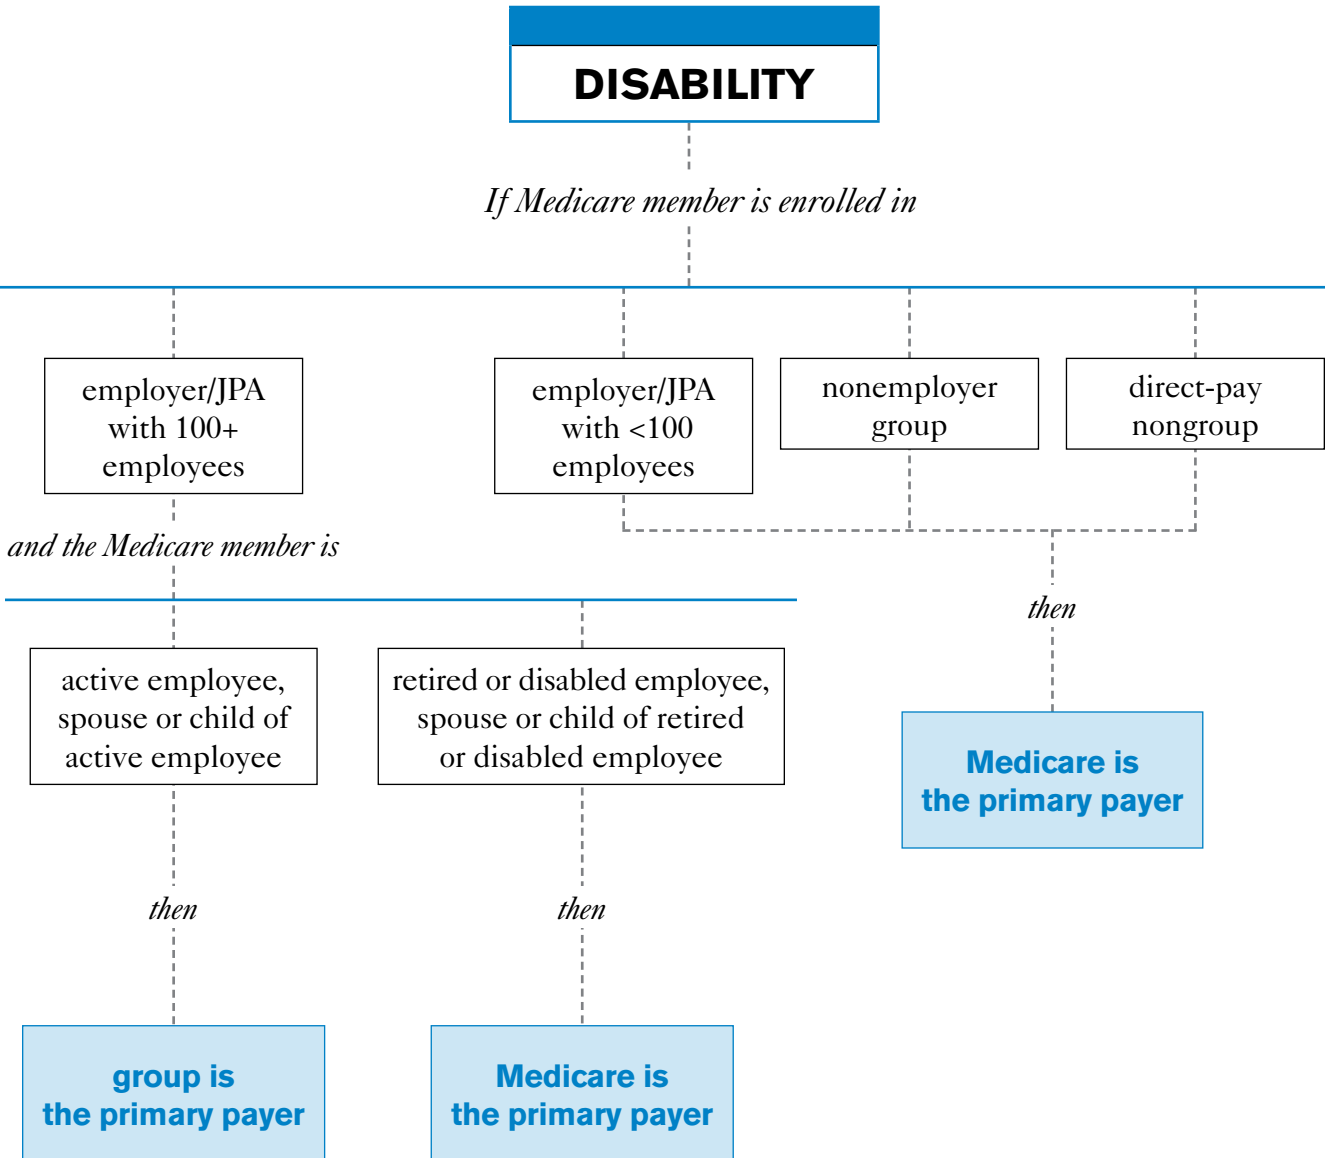 DISABILITY
If Medicare member is enrolled in
employer/JPA
with 100+
employees
employer/JPA
with <100
employees
nonemployer
group
direct-pay
nongroup
and the Medicare member is
then
active employee,
spouse or child of
active employee
retired or disabled employee,
spouse or child of retired
or disabled employee
Medicare is
the primary payer
then
then
group is
the primary payer
Medicare is
the primary payer